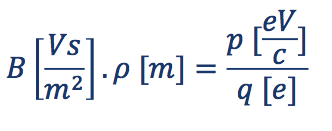 B [Vs/m²] . ρ [m] = p [eV/c] / q [e]